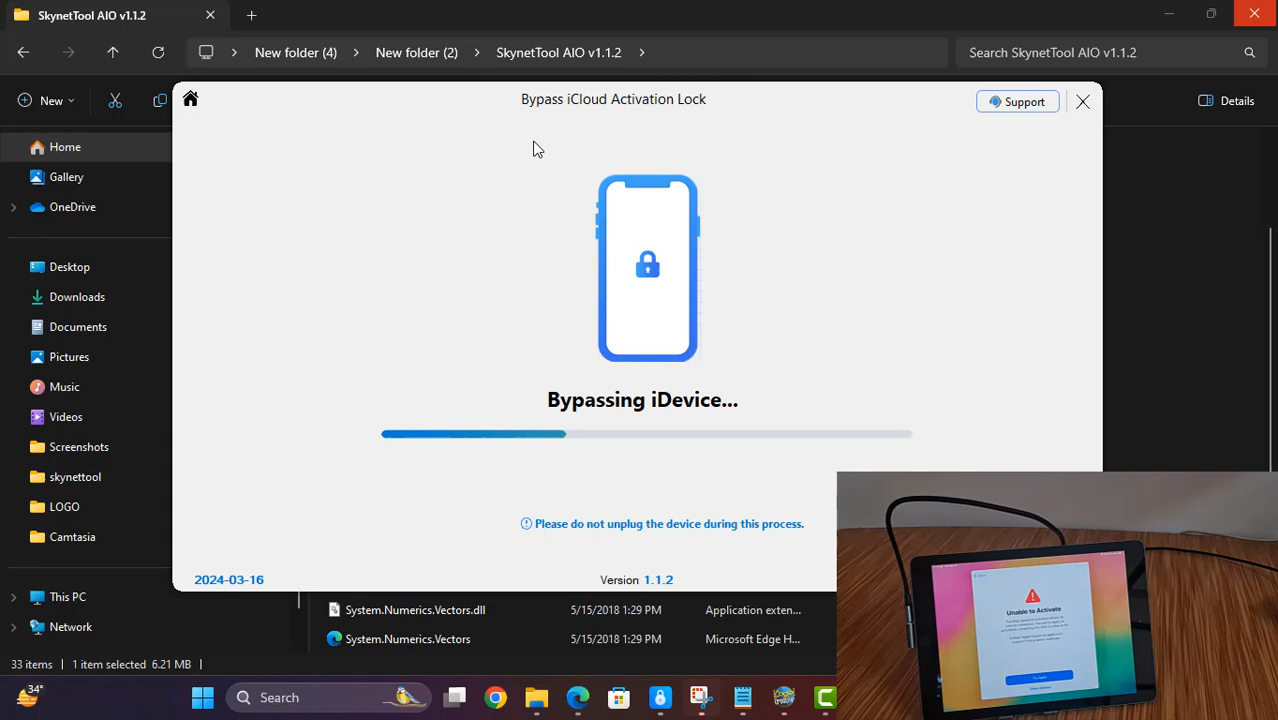 SkynetTool AIO v1.1.2
New folder (4) New folder (2) SkynetTool AIO v1.1.2
Search SkynetTool AIO v1.1.2
New
Details
Bypass iCloud Activation Lock
Support
Home
Gallery
OneDrive
Desktop
Downloads
Documents
Pictures
Music
Videos
Screenshots
skynettool
LOGO
Camtasia
This PC
Network
Bypassing iDevice...
Please do not unplug the device during this process.
2024-03-16
Version 1.1.2
System.Numerics.Vectors.dll 5/15/2018 1:29 PM Application exten...
System.Numerics.Vectors 5/15/2018 1:29 PM Microsoft Edge H...
33 items 1 item selected 6.21 MB
34°
Search
Unable to Activate
Try Again